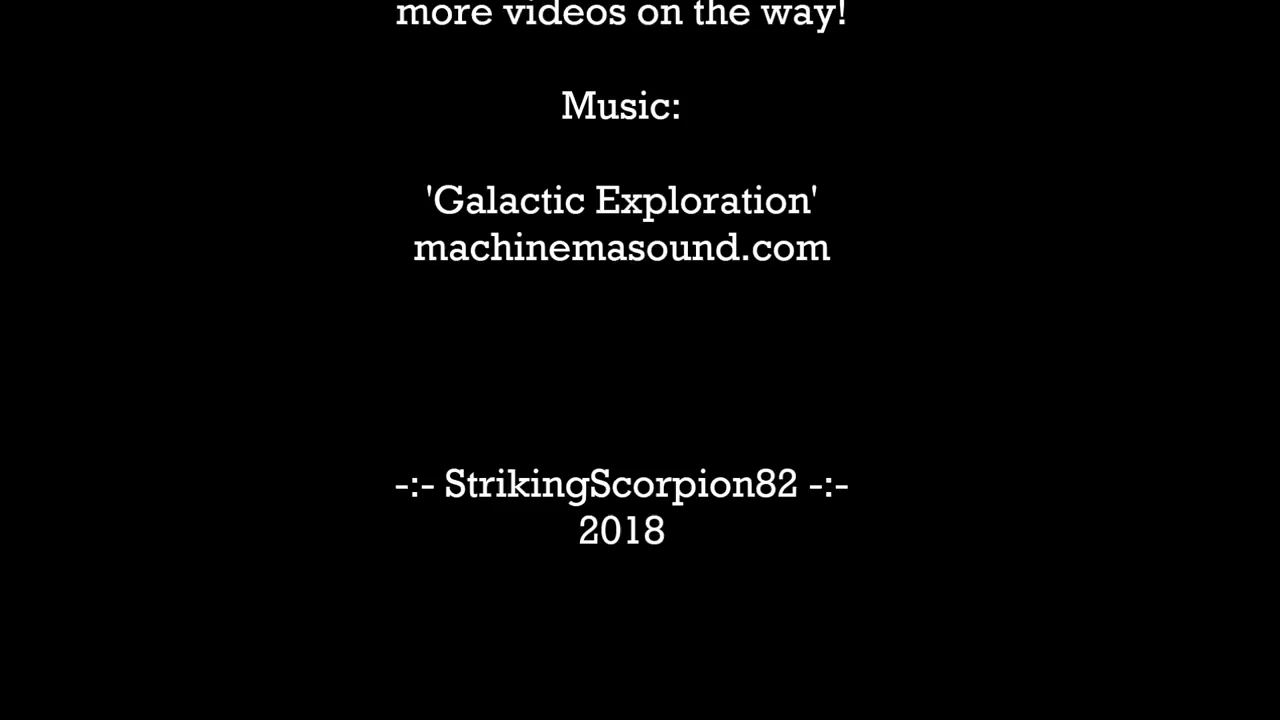 more videos on the way!
Music:
'Galactic Exploration'
machinemasound.com
-:- StrikingScorpion82 -:-
2018